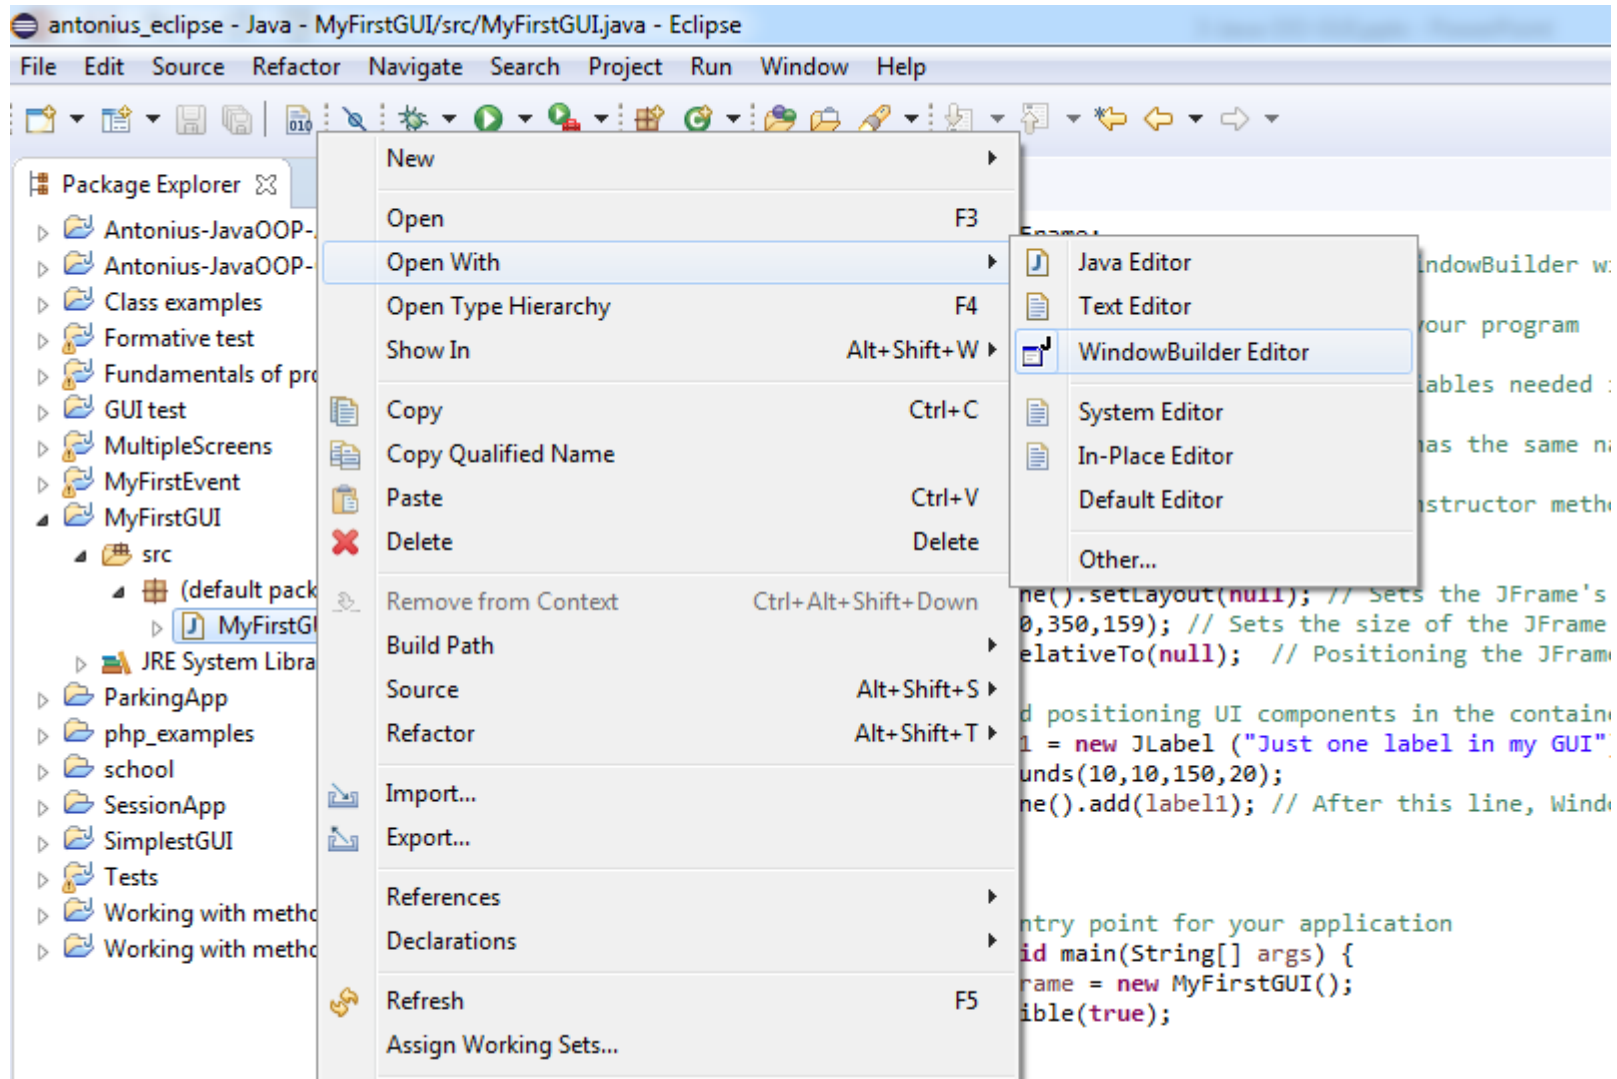 antonius_eclipse - Java - MyFirstGUI/src/MyFirstGUI.java - Eclipse
File Edit Source Refactor Navigate Search Project Run Window Help
Package Explorer
Antonius-JavaOOP-
Antonius-JavaOOP-
Class examples
Formative test
Fundamentals of pro
GUI test
MultipleScreens
MyFirstEvent
MyFirstGUI
src
(default pack
MyFirstGU
JRE System Libra
ParkingApp
php_examples
school
SessionApp
SimplestGUI
Tests
Working with metho
Working with metho
New
Open F3
Open With
Open Type Hierarchy F4
Show In Alt+Shift+W
Copy Ctrl+C
Copy Qualified Name
Paste Ctrl+V
Delete Delete
Remove from Context Ctrl+Alt+Shift+Down
Build Path
Source Alt+Shift+S
Refactor Alt+Shift+T
Import...
Export...
References
Declarations
Refresh F5
Assign Working Sets...
Java Editor
Text Editor
WindowBuilder Editor
System Editor
In-Place Editor
Default Editor
Other...
indowBuilder wi
your program
iables needed
has the same na
nstructor metho
ne().setLayout(null); // Sets the JFrame's
0,350,159); // Sets the size of the JFrame
elativeTo(null); // Positioning the JFrame
d positioning UI components in the containe
1 = new JLabel ("Just one label in my GUI"
unds(10,10,150,20);
ne().add(label1); // After this line, Windo
ntry point for your application
id main(String[] args) {
rame = new MyFirstGUI();
ible(true);